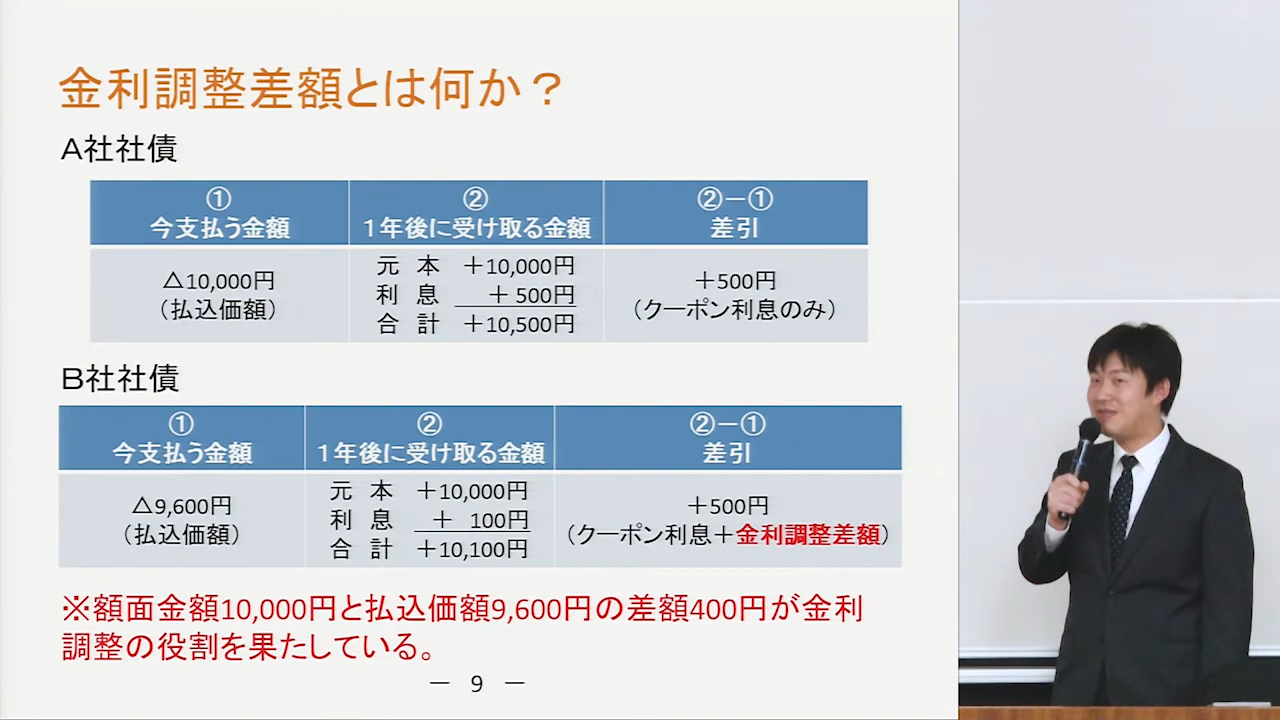 金利調整差額とは何か？
Ａ社社債
① ② ②－①
今支払う金額 １年後に受け取る金額 差引
△10,000円
（払込価額）
元 本 ＋10,000円
利 息 ＋ 500円
合 計 ＋10,500円
＋500円
（クーポン利息のみ）
Ｂ社社債
① ② ②－①
今支払う金額 １年後に受け取る金額 差引
△9,600円
（払込価額）
元 本 ＋10,000円
利 息 ＋ 100円
合 計 ＋10,100円
＋500円
（クーポン利息＋金利調整差額）
※額面金額10,000円と払込価額9,600円の差額400円が金利
調整の役割を果たしている。
－ 9 －